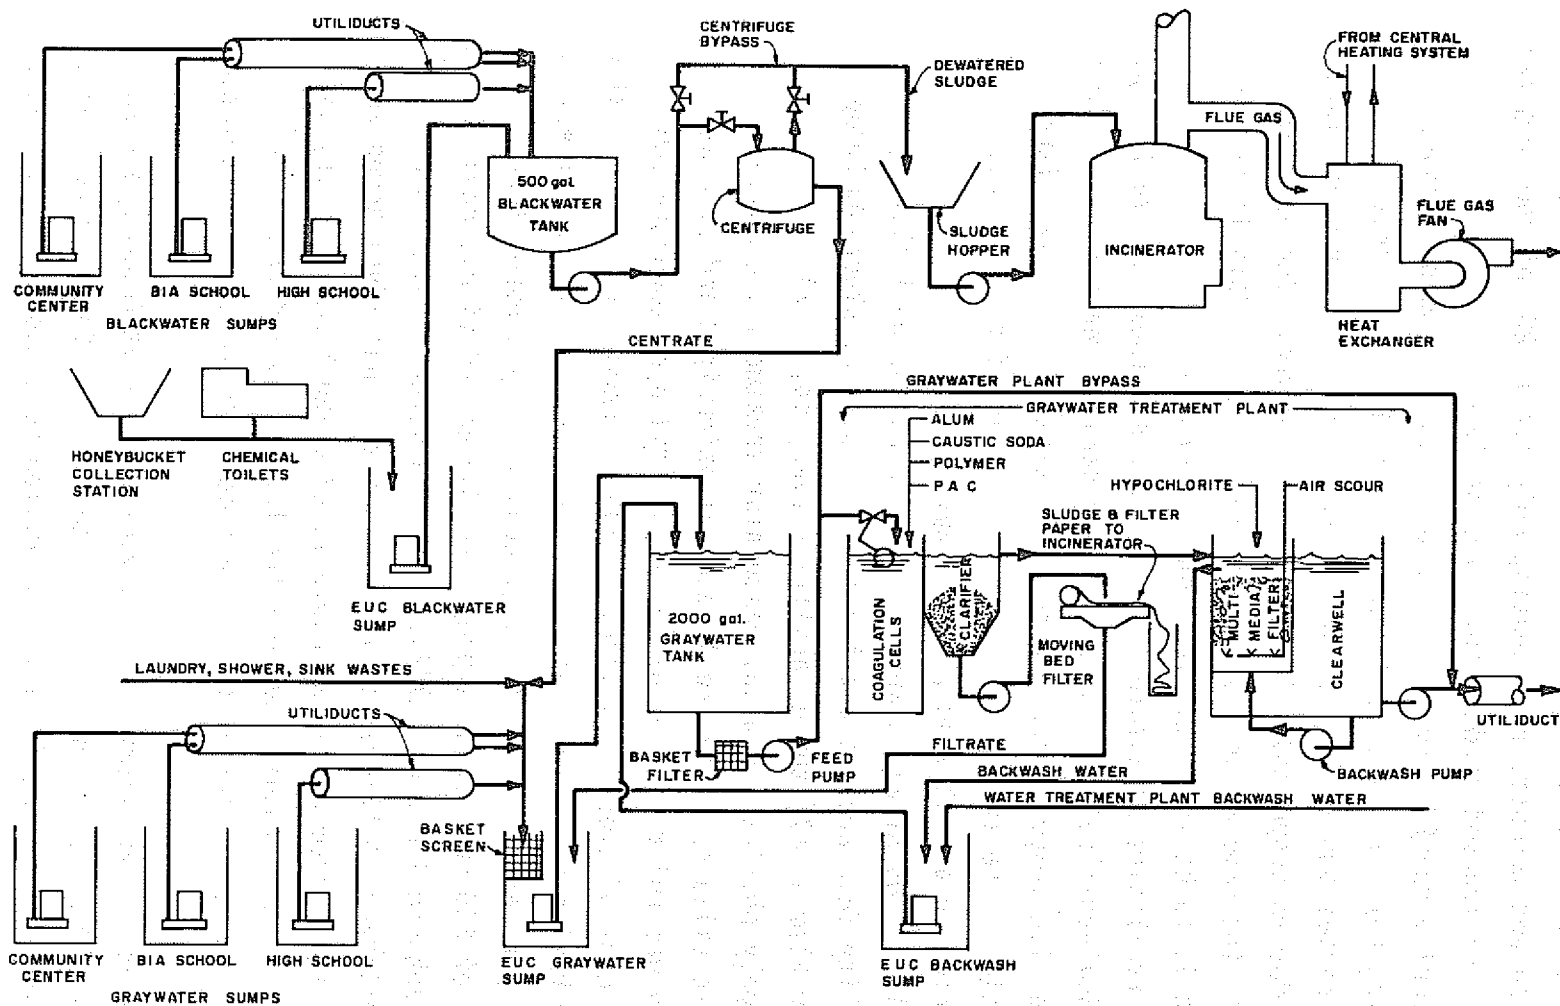 UTILIDUCTS
CENTRIFUGE
BYPASS
DEWATERED
SLUDGE
FROM CENTRAL
HEATING SYSTEM
FLUE GAS
500 gal.
BLACKWATER
TANK
CENTRIFUGE
SLUDGE
HOPPER
INCINERATOR
FLUE GAS
FAN
HEAT
EXCHANGER
COMMUNITY
CENTER
BIA SCHOOL
HIGH SCHOOL
BLACKWATER SUMPS
CENTRATE
GRAYWATER PLANT BYPASS
GRAYWATER TREATMENT PLANT
ALUM
CAUSTIC SODA
POLYMER
PAC
HONEYBUCKET
COLLECTION
STATION
CHEMICAL
TOILETS
HYPOCHLORITE
AIR SCOUR
SLUDGE & FILTER
PAPER TO
INCINERATOR
EUC BLACKWATER
SUMP
2000 gal.
GRAYWATER
TANK
COAGULATION
CELLS
CLARIFIER
MOVING
BED
FILTER
MULTI
MEDIA
FILTER
CLEARWELL
LAUNDRY, SHOWER, SINK WASTES
UTILIDUCTS
BASKET
FILTER
FEED
PUMP
FILTRATE
BACKWASH WATER
BACKWASH PUMP
UTILIDUCT
WATER TREATMENT PLANT BACKWASH WATER
BASKET
SCREEN
COMMUNITY
CENTER
BIA SCHOOL
HIGH SCHOOL
GRAYWATER SUMPS
EUC GRAYWATER
SUMP
EUC BACKWASH
SUMP